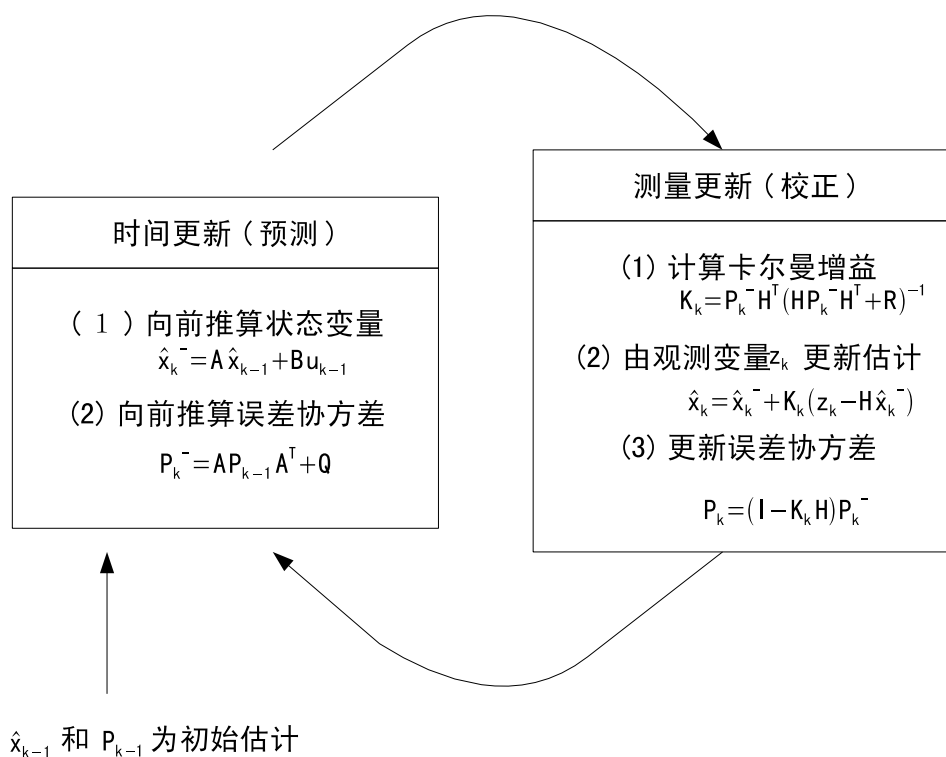 时间更新（预测）
（1）向前推算状态变量
x̂ₖ⁻=Ax̂ₖ₋₁+Buₖ₋₁
(2) 向前推算误差协方差
Pₖ⁻=APₖ₋₁Aᵀ+Q
测量更新（校正）
(1) 计算卡尔曼增益
Kₖ=Pₖ⁻Hᵀ(HPₖ⁻Hᵀ+R)⁻¹
(2) 由观测变量zₖ 更新估计
x̂ₖ=x̂ₖ⁻+Kₖ(zₖ−Hx̂ₖ⁻)
(3) 更新误差协方差
Pₖ=(I−KₖH)Pₖ⁻
x̂ₖ₋₁ 和 Pₖ₋₁ 为初始估计